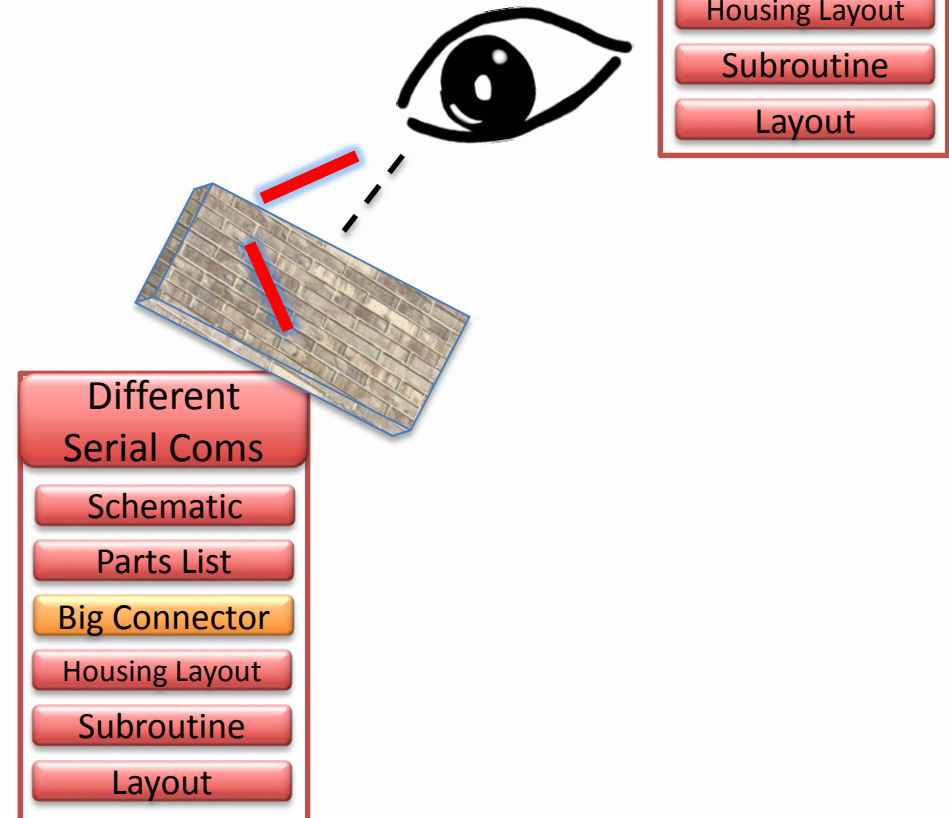 Housing Layout
Subroutine
Layout
Different
Serial Coms
Schematic
Parts List
Big Connector
Housing Layout
Subroutine
Layout